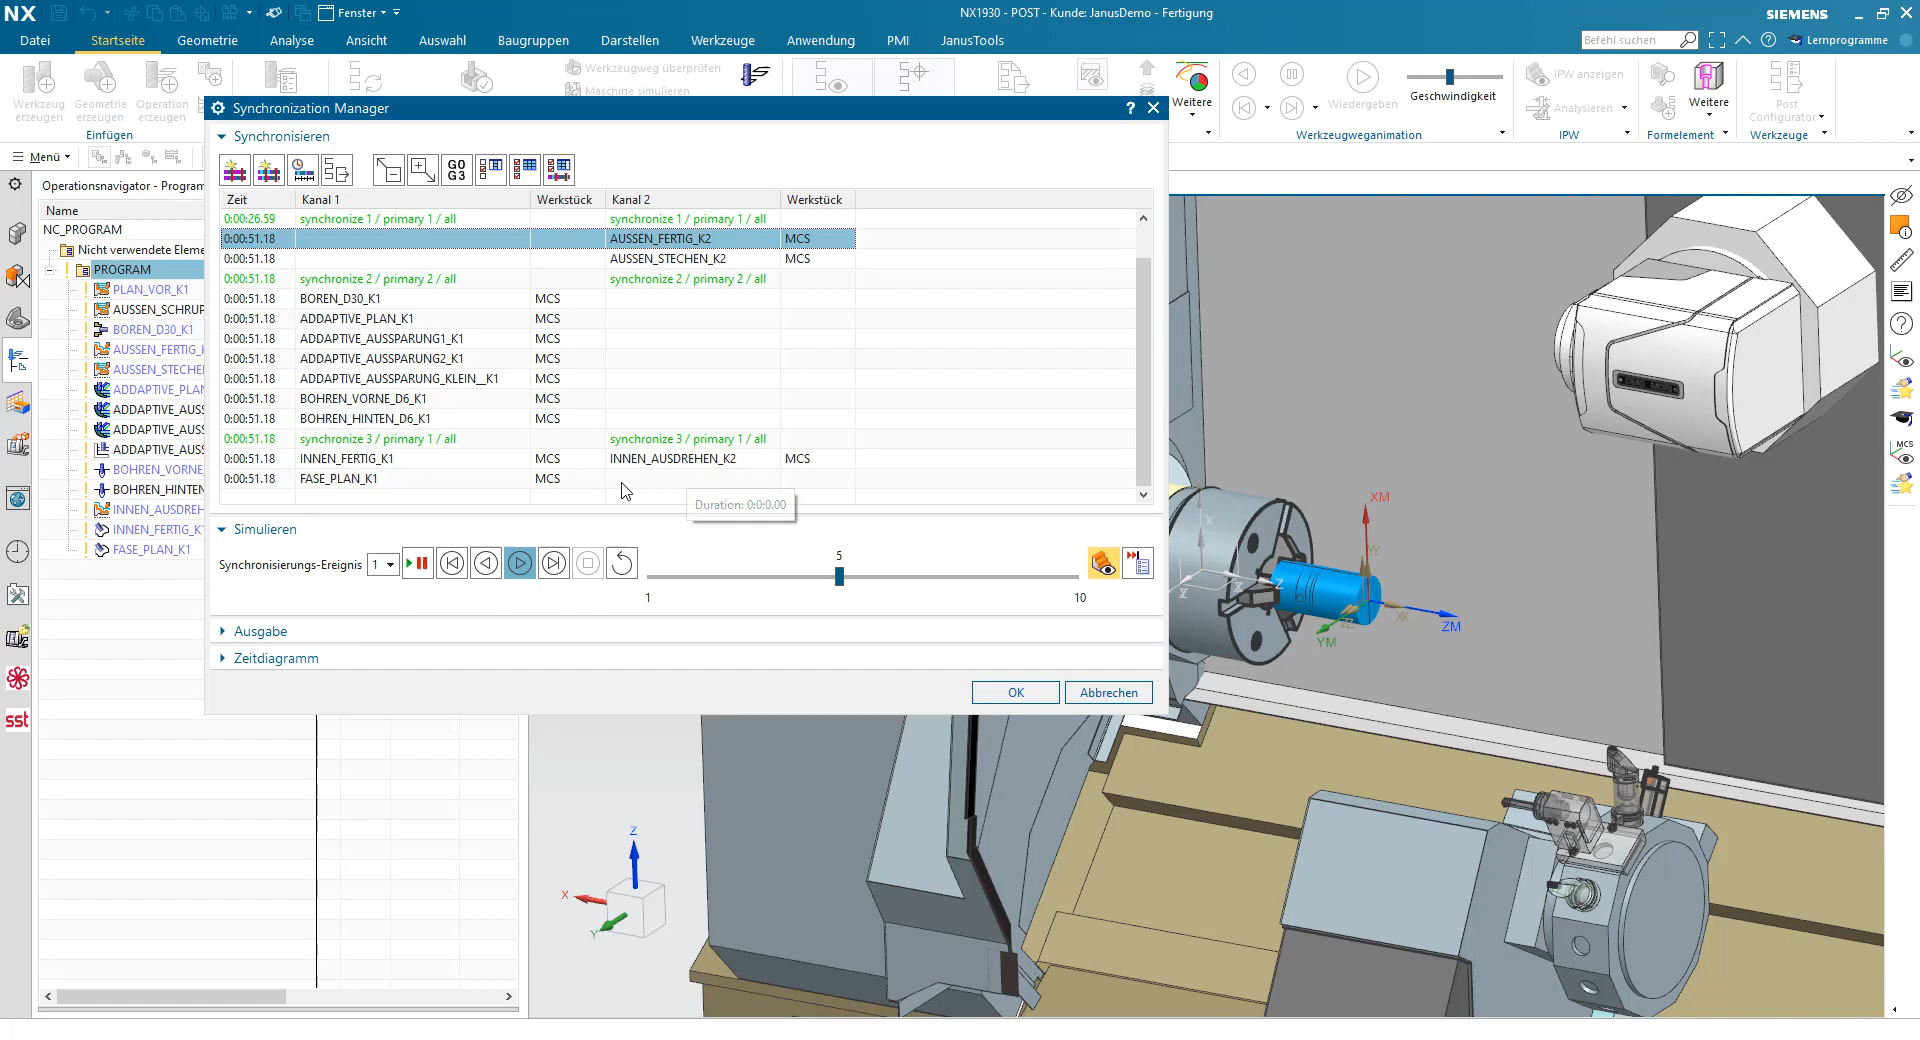 NX
Fenster
NX1930 - POST - Kunde: JanusDemo - Fertigung
SIEMENS
Datei
Startseite
Geometrie
Analyse
Ansicht
Auswahl
Baugruppen
Darstellen
Werkzeuge
Anwendung
PMI
JanusTools
Befehl suchen
Lernprogramme
Werkzeug erzeugen
Geometrie erzeugen
Operation erzeugen
Einfügen
Werkzeugweg überprüfen
Maschine simulieren
Weitere
Wiedergeben
Geschwindigkeit
Werkzeugweganimation
IPW anzeigen
Analysieren
IPW
Weitere
Formelement
Post Configurator
Werkzeuge
Menü
Operationsnavigator - Program
Name
NC_PROGRAM
Nicht verwendete Eleme
PROGRAM
PLAN_VOR_K1
AUSSEN_SCHRUP
BOREN_D30_K1
AUSSEN_FERTIG_K
AUSSEN_STECHEN
ADDAPTIVE_PLAN
ADDAPTIVE_AUSS
ADDAPTIVE_AUSS
ADDAPTIVE_AUSS
BOHREN_VORNE_
BOHREN_HINTEN
INNEN_AUSDREH
INNEN_FERTIG_K1
FASE_PLAN_K1
sst
Synchronization Manager
Synchronisieren
G0
G3
Zeit Kanal 1 Werkstück Kanal 2 Werkstück
0:00:26.59 synchronize 1 / primary 1 / all synchronize 1 / primary 1 / all
0:00:51.18 AUSSEN_FERTIG_K2 MCS
0:00:51.18 AUSSEN_STECHEN_K2 MCS
0:00:51.18 synchronize 2 / primary 2 / all synchronize 2 / primary 2 / all
0:00:51.18 BOREN_D30_K1 MCS
0:00:51.18 ADDAPTIVE_PLAN_K1 MCS
0:00:51.18 ADDAPTIVE_AUSSPARUNG1_K1 MCS
0:00:51.18 ADDAPTIVE_AUSSPARUNG2_K1 MCS
0:00:51.18 ADDAPTIVE_AUSSPARUNG_KLEIN__K1 MCS
0:00:51.18 BOHREN_VORNE_D6_K1 MCS
0:00:51.18 BOHREN_HINTEN_D6_K1 MCS
0:00:51.18 synchronize 3 / primary 1 / all synchronize 3 / primary 1 / all
0:00:51.18 INNEN_FERTIG_K1 MCS INNEN_AUSDREHEN_K2 MCS
0:00:51.18 FASE_PLAN_K1 MCS
Duration: 0:0:0.00
Simulieren
Synchronisierungs-Ereignis 1
5
1 10
Ausgabe
Zeitdiagramm
OK
Abbrechen
XM
YM
ZM
Z
X
Y
MCS